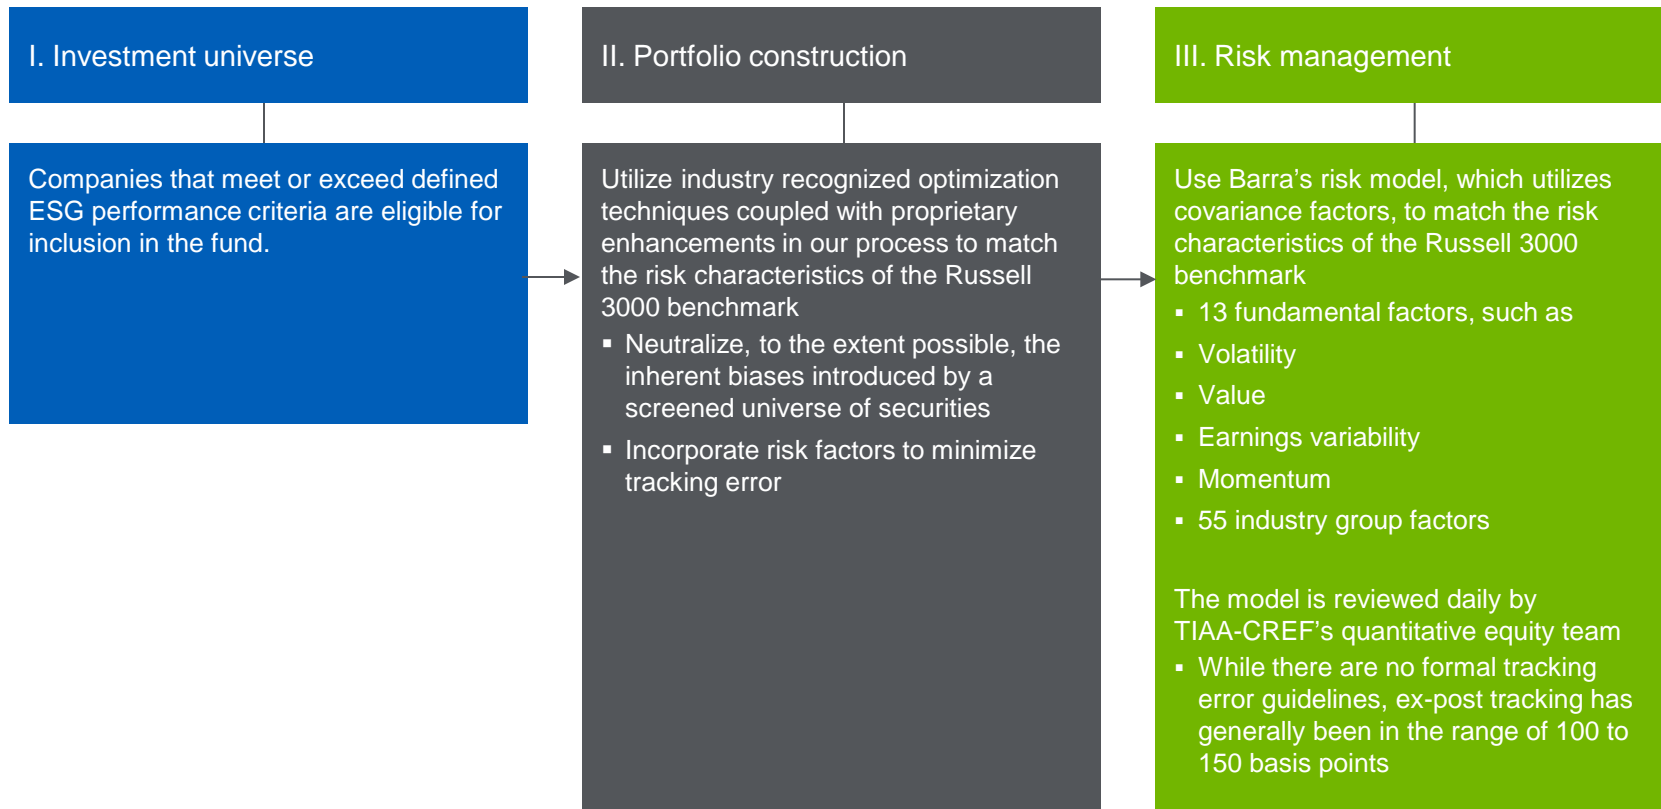 I. Investment universe
Companies that meet or exceed defined
ESG performance criteria are eligible for
inclusion in the fund.
II. Portfolio construction
Utilize industry recognized optimization
techniques coupled with proprietary
enhancements in our process to match
the risk characteristics of the Russell
3000 benchmark
▪ Neutralize, to the extent possible, the
inherent biases introduced by a
screened universe of securities
▪ Incorporate risk factors to minimize
tracking error
III. Risk management
Use Barra’s risk model, which utilizes
covariance factors, to match the risk
characteristics of the Russell 3000
benchmark
▪ 13 fundamental factors, such as
▪ Volatility
▪ Value
▪ Earnings variability
▪ Momentum
▪ 55 industry group factors
The model is reviewed daily by
TIAA-CREF’s quantitative equity team
▪ While there are no formal tracking
error guidelines, ex-post tracking has
generally been in the range of 100 to
150 basis points